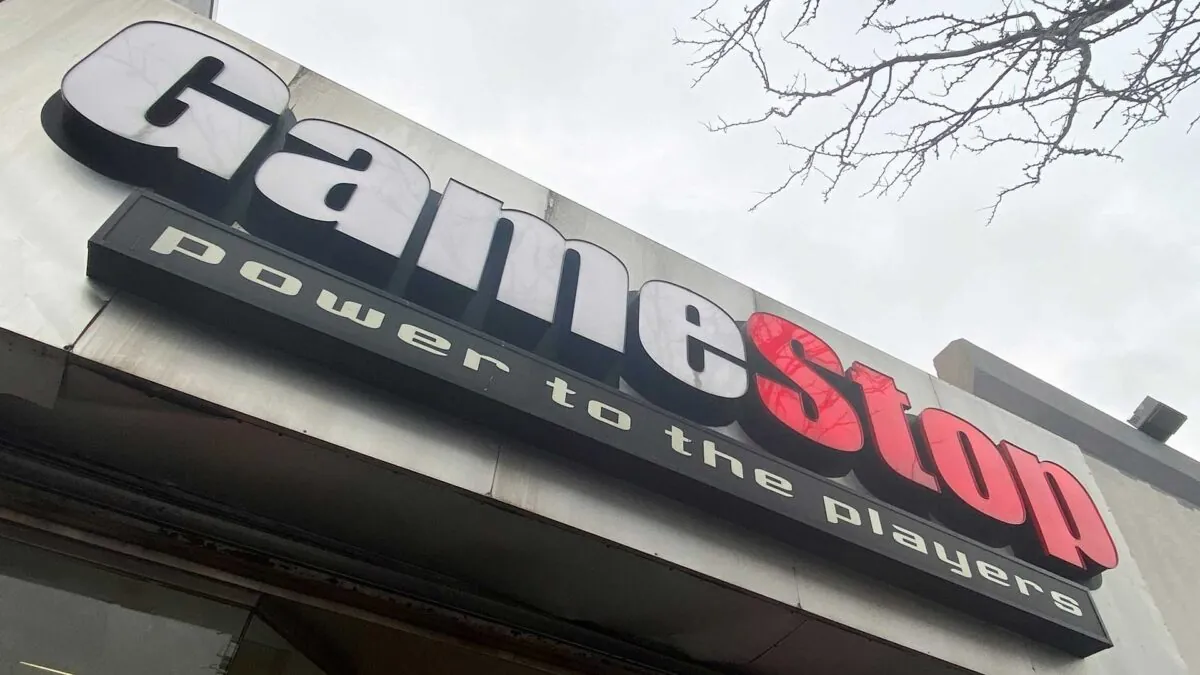 GameStop
power to the players